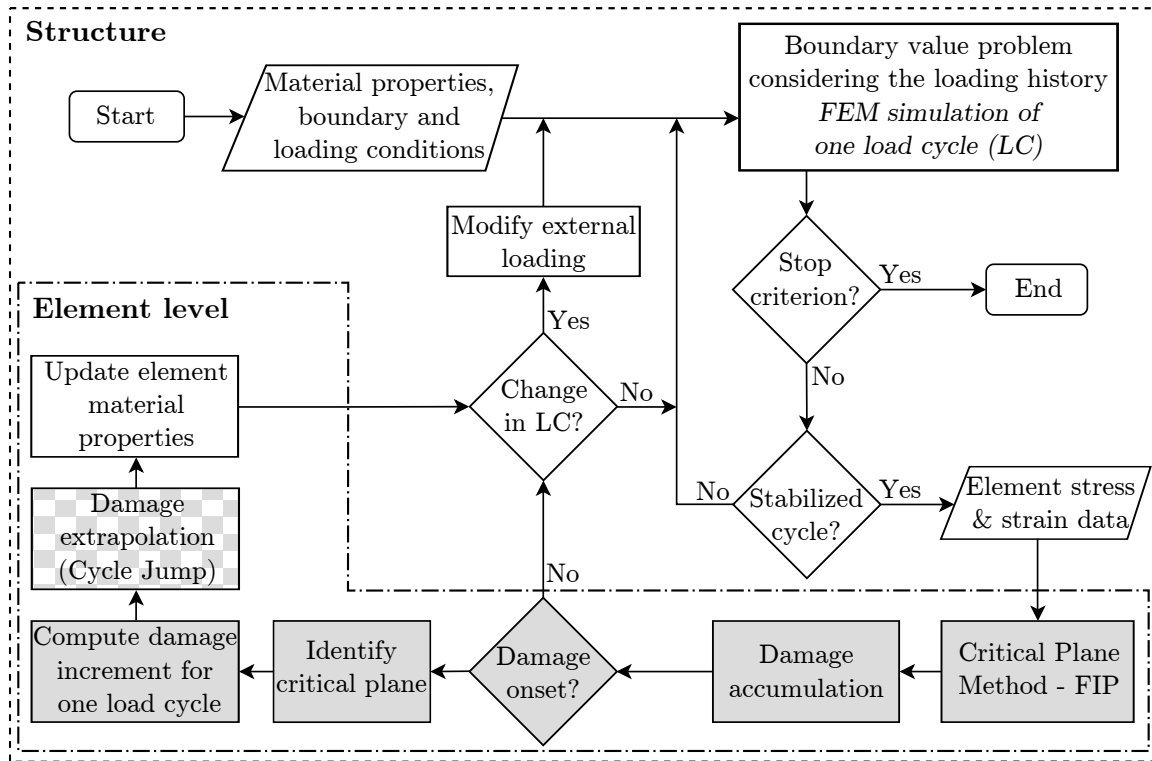 Structure
Start
Material properties,
boundary and
loading conditions
Boundary value problem
considering the loading history
FEM simulation of
one load cycle (LC)
Modify external
loading
Stop
criterion?
Yes
End
No
Yes
Element level
Update element
material
properties
Change
in LC?
No
Stabilized
cycle?
No
Yes
Element stress
& strain data
Damage
extrapolation
(Cycle Jump)
No
Compute damage
increment for
one load cycle
Identify
critical plane
Damage
onset?
Damage
accumulation
Critical Plane
Method - FIP